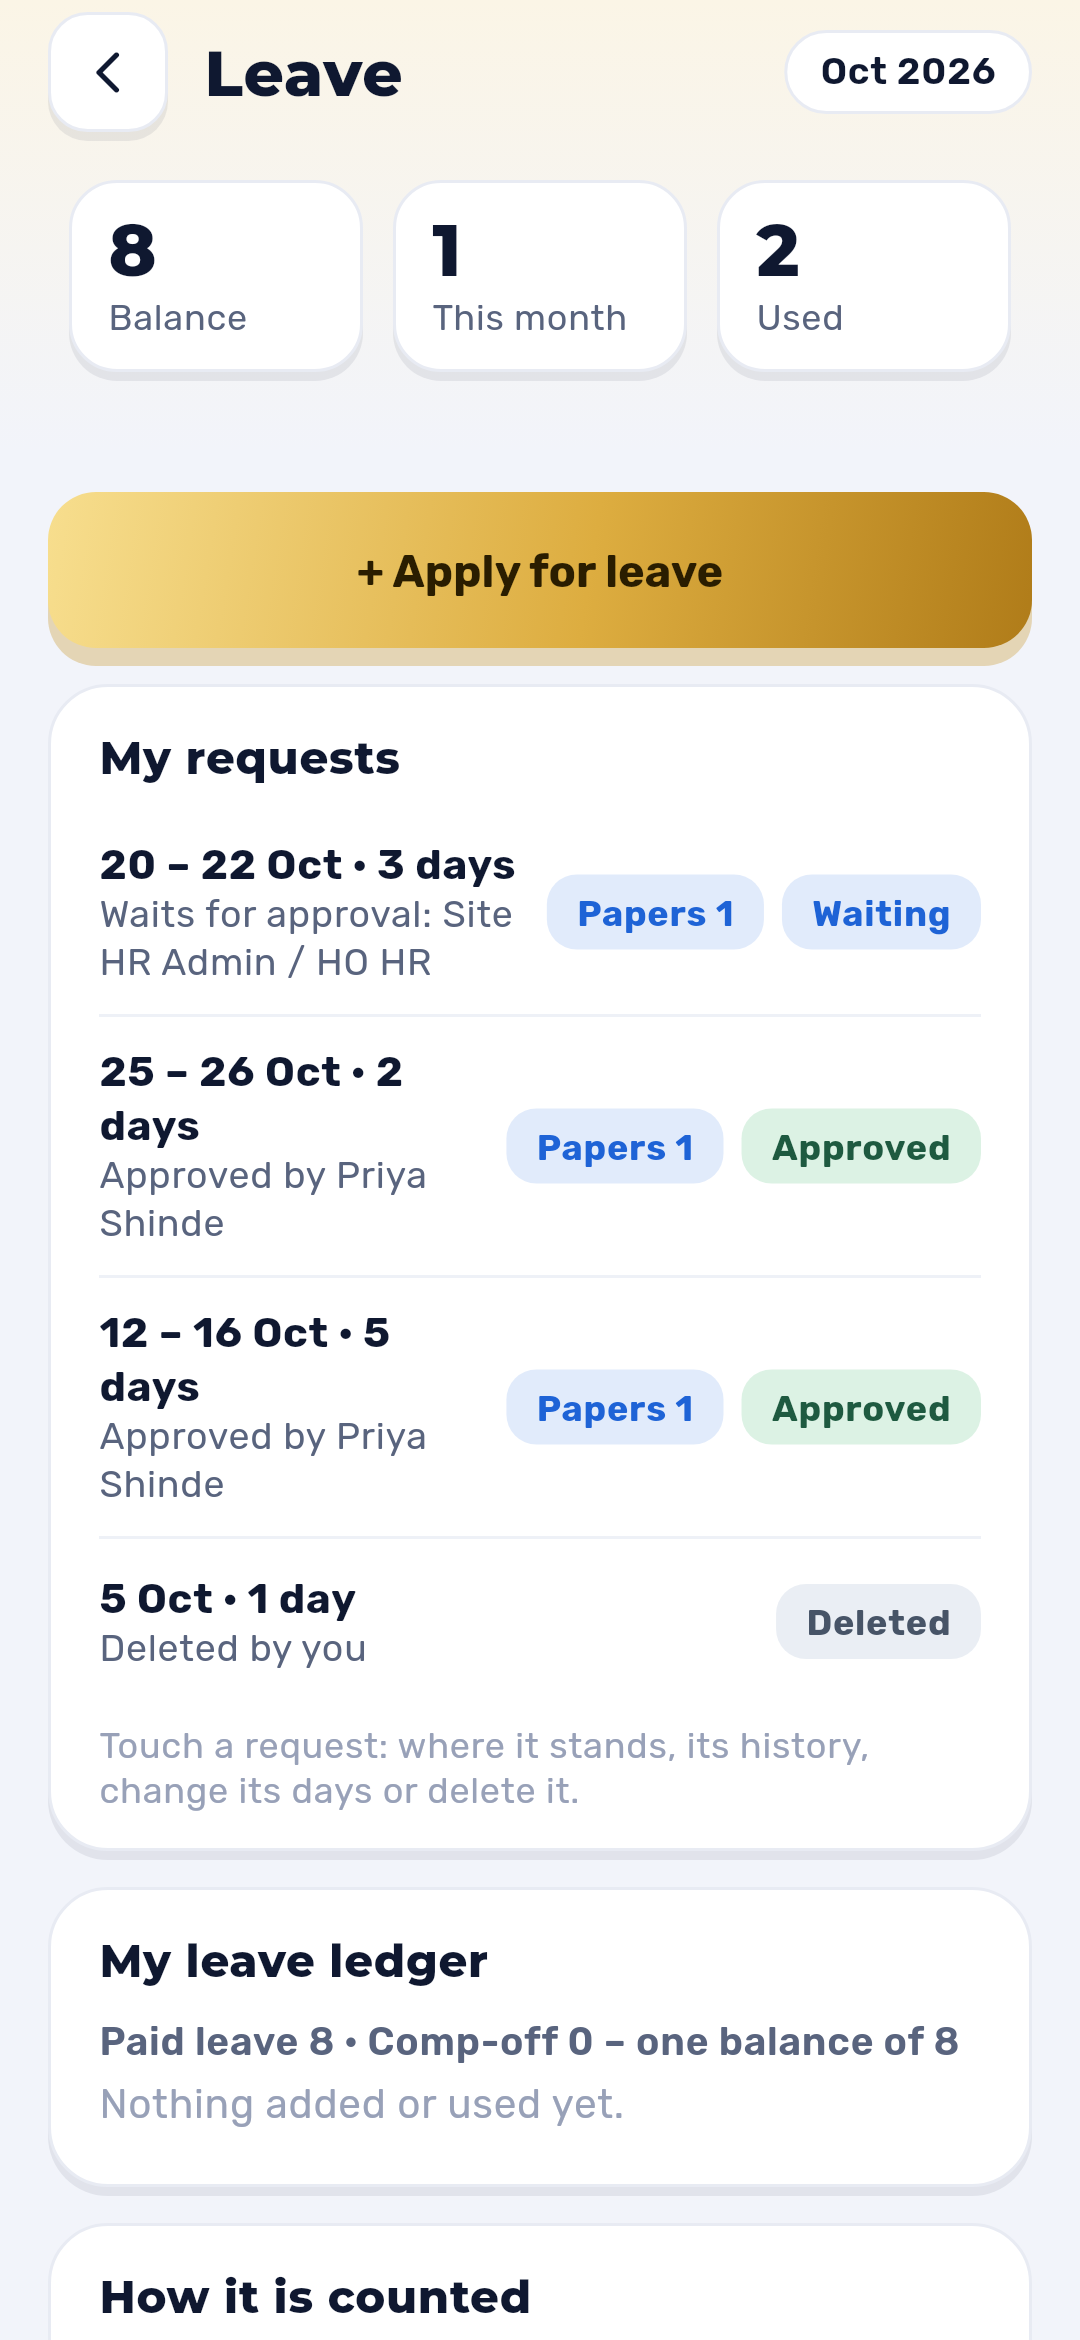 Leave
Oct 2026
8
Balance
1
This month
2
Used
+ Apply for leave
My requests
20 – 22 Oct • 3 days
Waits for approval: Site
HR Admin / HO HR
Papers 1
Waiting
25 – 26 Oct • 2
days
Approved by Priya
Shinde
Papers 1
Approved
12 – 16 Oct • 5
days
Approved by Priya
Shinde
Papers 1
Approved
5 Oct • 1 day
Deleted by you
Deleted
Touch a request: where it stands, its history,
change its days or delete it.
My leave ledger
Paid leave 8 • Comp-off 0 – one balance of 8
Nothing added or used yet.
How it is counted